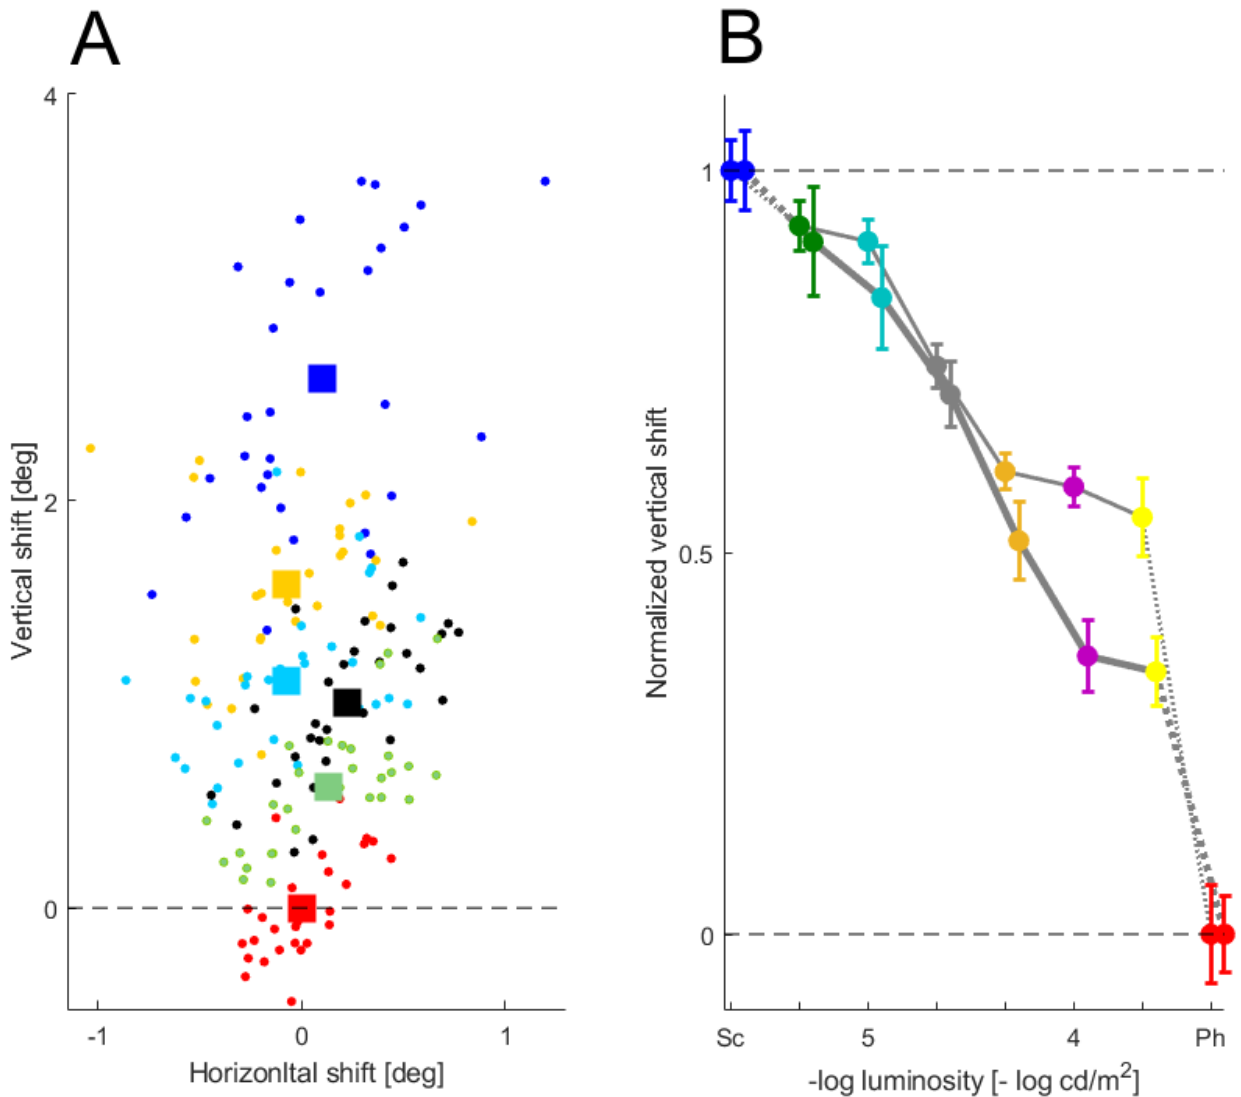 A
4
2
0
Vertical shift [deg]
-1 0 1
Horizonltal shift [deg]
B
1
0.5
0
Normalized vertical shift
Sc 5 4 Ph
-log luminosity [- log cd/m²]